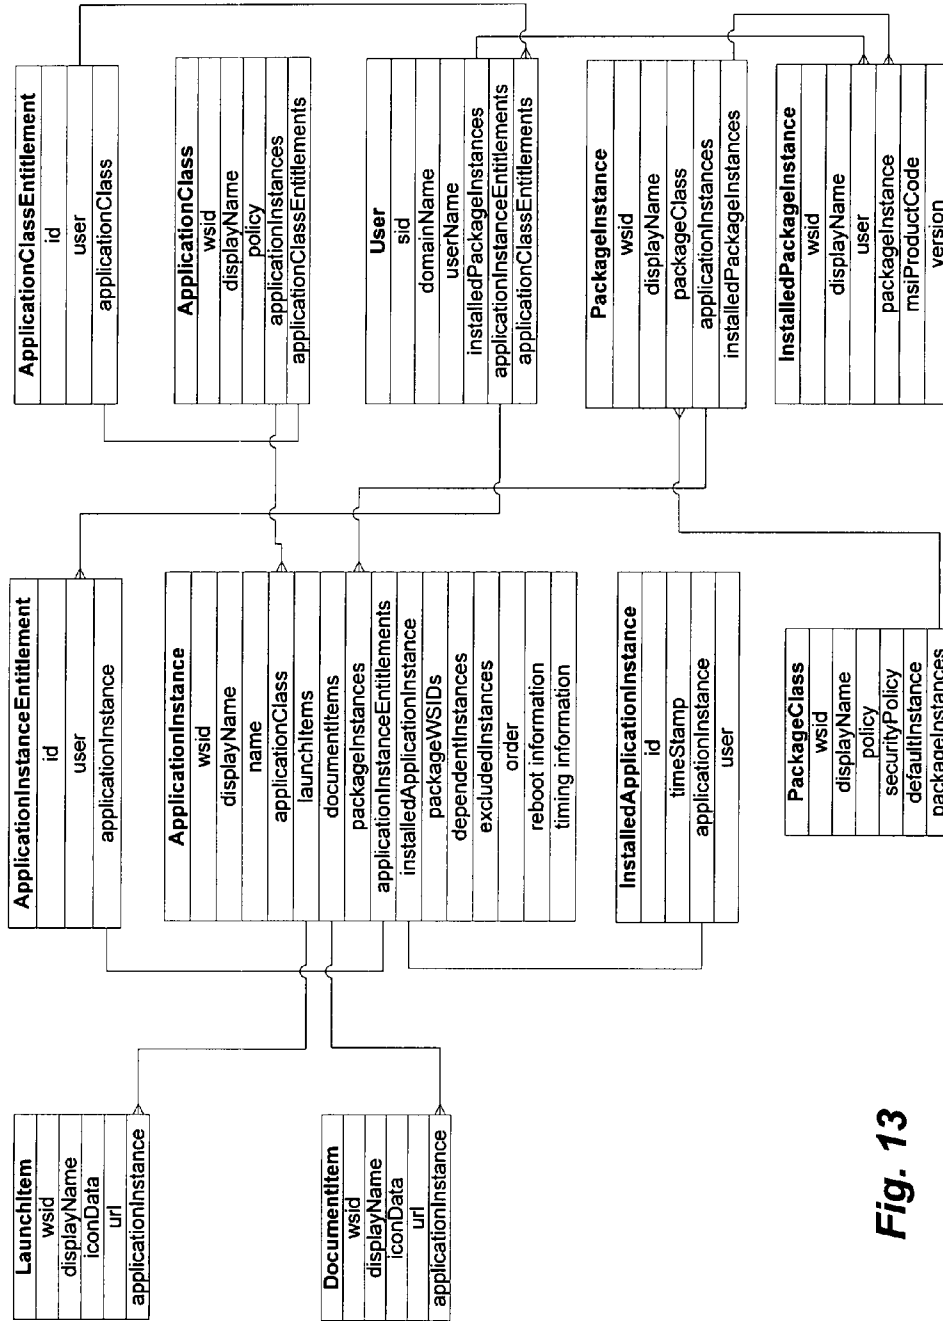 LaunchItem
wsid
displayName
iconData
url
applicationInstance
DocumentItem
wsid
displayName
iconData
url
applicationInstance
ApplicationInstanceEntitlement
id
user
applicationInstance
ApplicationInstance
wsid
displayName
name
applicationClass
launchItems
documentItems
packageInstances
applicationInstanceEntitlements
installedApplicationInstance
packageWSIDs
dependentInstances
excludedInstances
order
reboot information
timing information
InstalledApplicationInstance
id
timeStamp
applicationInstance
user
PackageClass
wsid
displayName
policy
securityPolicy
defaultInstance
packageInstances
ApplicationClassEntitlement
id
user
applicationClass
ApplicationClass
wsid
displayName
policy
applicationInstances
applicationClassEntitlements
User
sid
domainName
userName
installedPackageInstances
applicationInstanceEntitlements
applicationClassEntitlements
PackageInstance
wsid
displayName
packageClass
applicationInstances
installedPackageInstances
InstalledPackageInstance
wsid
displayName
user
packageInstance
msiProductCode
version
Fig. 13